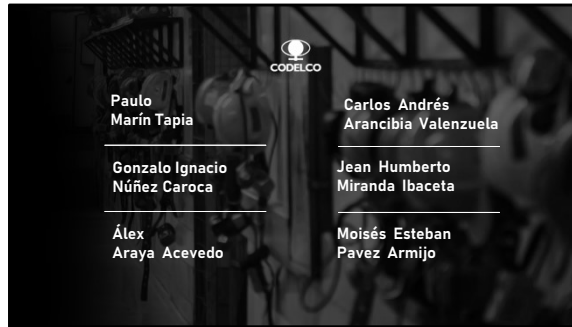 CODELCO
Paulo
Marín Tapia
Gonzalo Ignacio
Núñez Caroca
Álex
Araya Acevedo
Carlos Andrés
Arancibia Valenzuela
Jean Humberto
Miranda Ibaceta
Moisés Esteban
Pavez Armijo